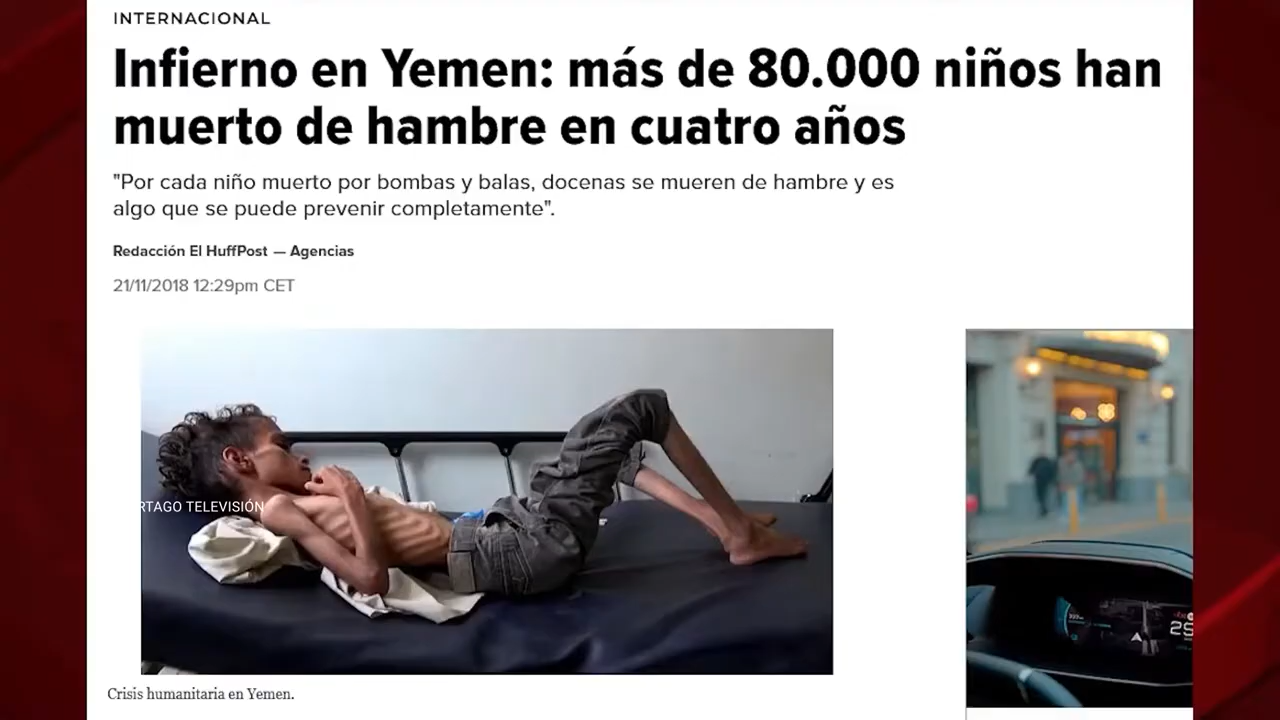 INTERNACIONAL
Infierno en Yemen: más de 80.000 niños han
muerto de hambre en cuatro años
"Por cada niño muerto por bombas y balas, docenas se mueren de hambre y es
algo que se puede prevenir completamente".
Redacción El HuffPost — Agencias
21/11/2018 12:29pm CET
RTAGO TELEVISIÓN
Crisis humanitaria en Yemen.